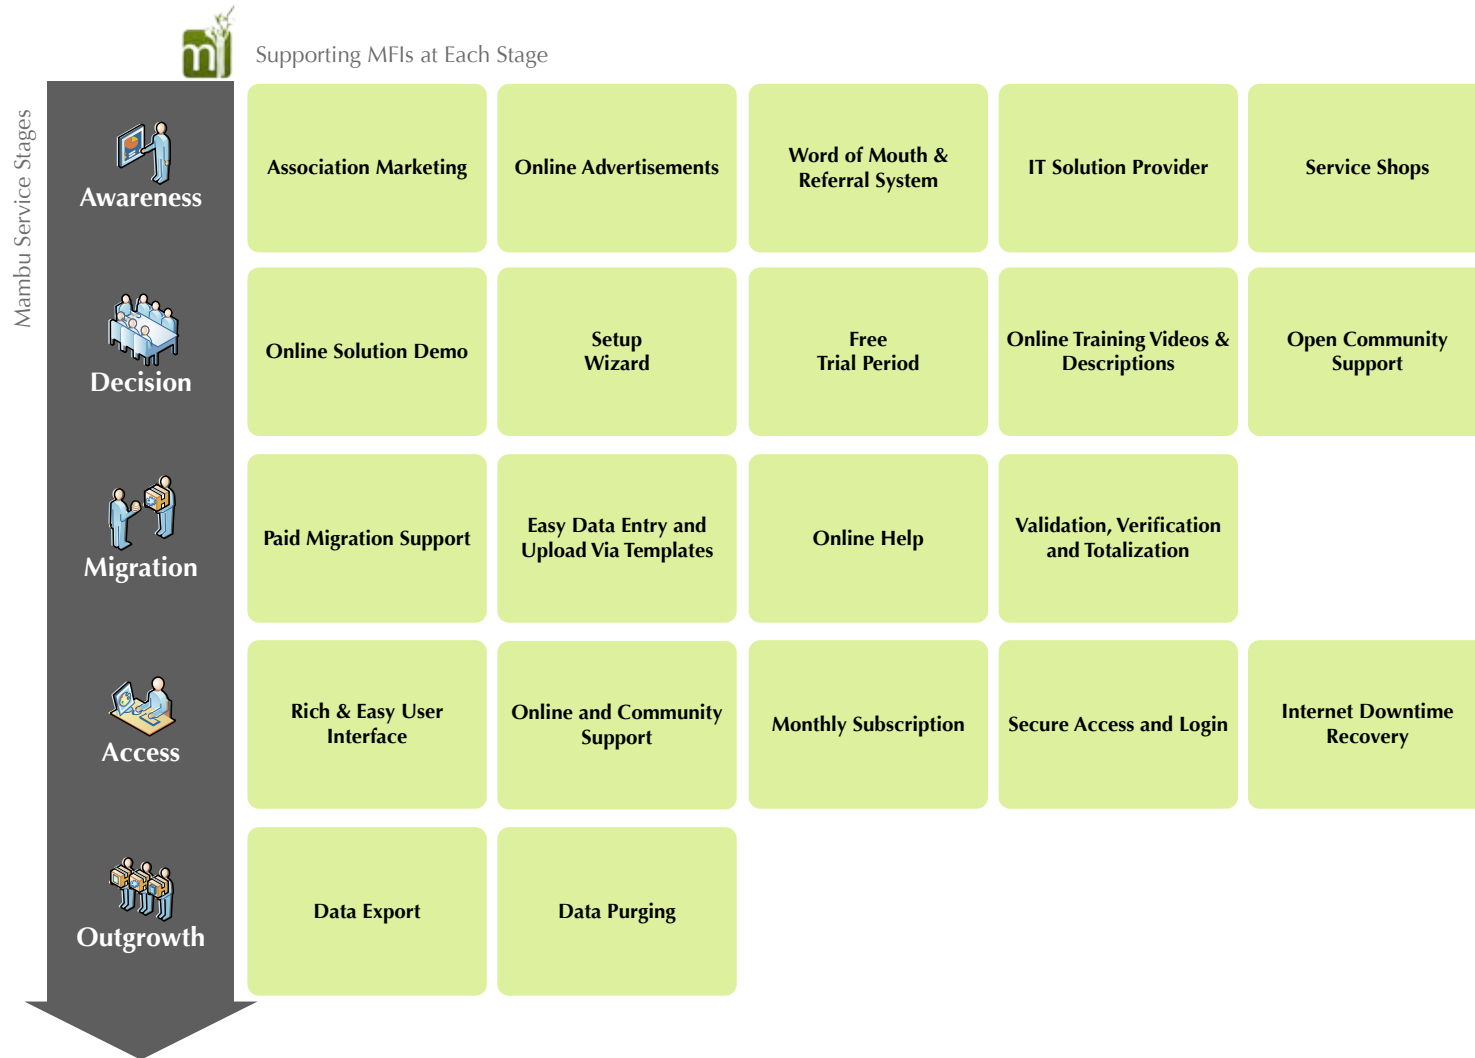 m
Supporting MFIs at Each Stage
Mambu Service Stages
Awareness
Association Marketing
Online Advertisements
Word of Mouth &
Referral System
IT Solution Provider
Service Shops
Decision
Online Solution Demo
Setup
Wizard
Free
Trial Period
Online Training Videos &
Descriptions
Open Community
Support
Migration
Paid Migration Support
Easy Data Entry and
Upload Via Templates
Online Help
Validation, Verification
and Totalization
Access
Rich & Easy User
Interface
Online and Community
Support
Monthly Subscription
Secure Access and Login
Internet Downtime
Recovery
Outgrowth
Data Export
Data Purging